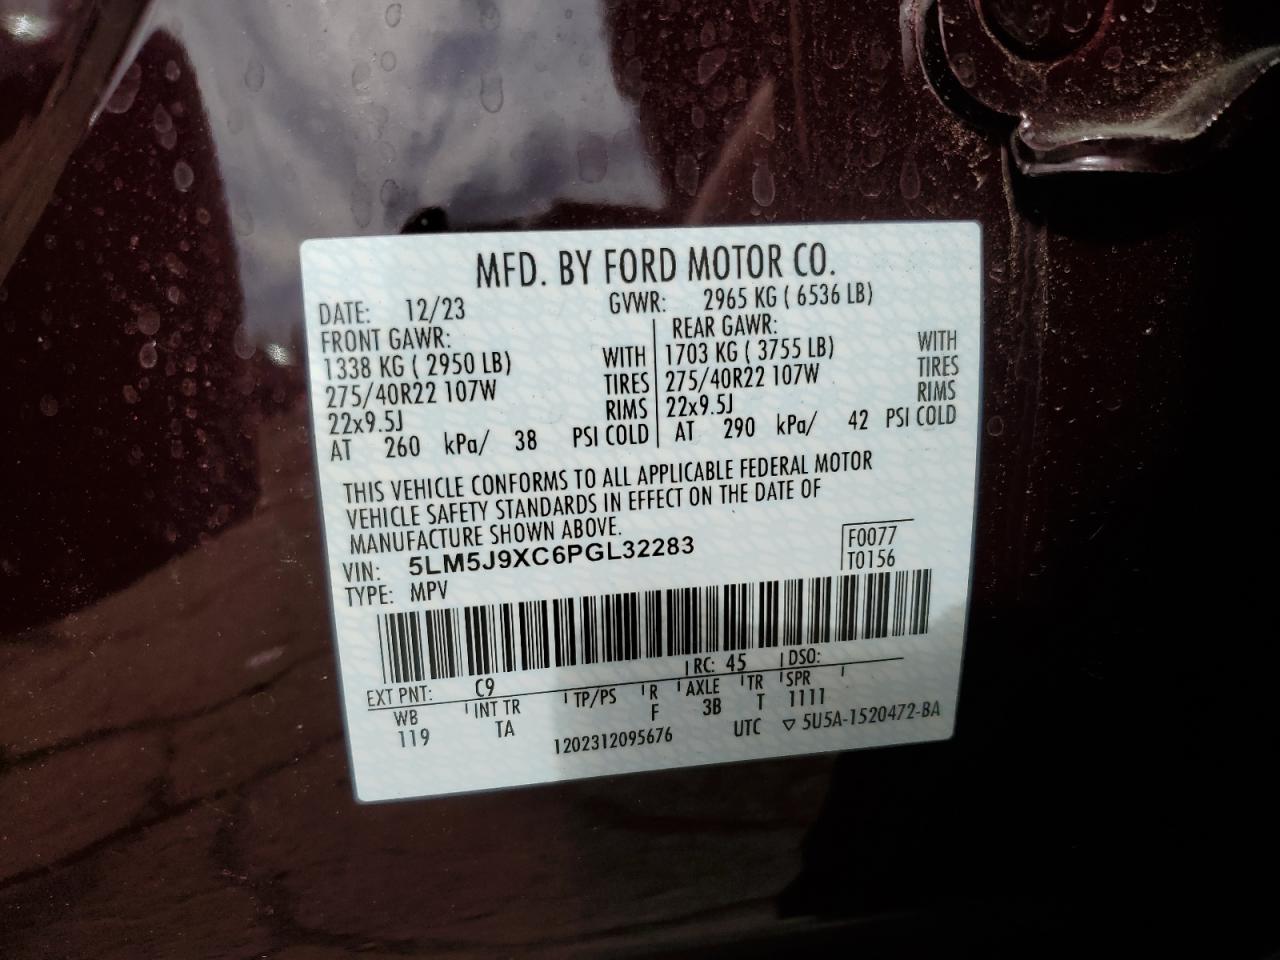 MFD. BY FORD MOTOR CO.
DATE: 12/23 GVWR: 2965 KG ( 6536 LB)
FRONT GAWR: REAR GAWR:
1338 KG ( 2950 LB) WITH 1703 KG ( 3755 LB) WITH
275/40R22 107W TIRES 275/40R22 107W TIRES
22x9.5J RIMS 22x9.5J RIMS
AT 260 kPa/ 38 PSI COLD AT 290 kPa/ 42 PSI COLD
THIS VEHICLE CONFORMS TO ALL APPLICABLE FEDERAL MOTOR
VEHICLE SAFETY STANDARDS IN EFFECT ON THE DATE OF
MANUFACTURE SHOWN ABOVE.
VIN: 5LM5J9XC6PGL32283 F0077
TYPE: MPV T0156
EXT PNT: C9 RC: 45 DSO:
WB INT TR TP/PS R AXLE TR SPR
119 TA F 3B T 1111
1202312095676 UTC ▽ 5U5A-1520472-BA